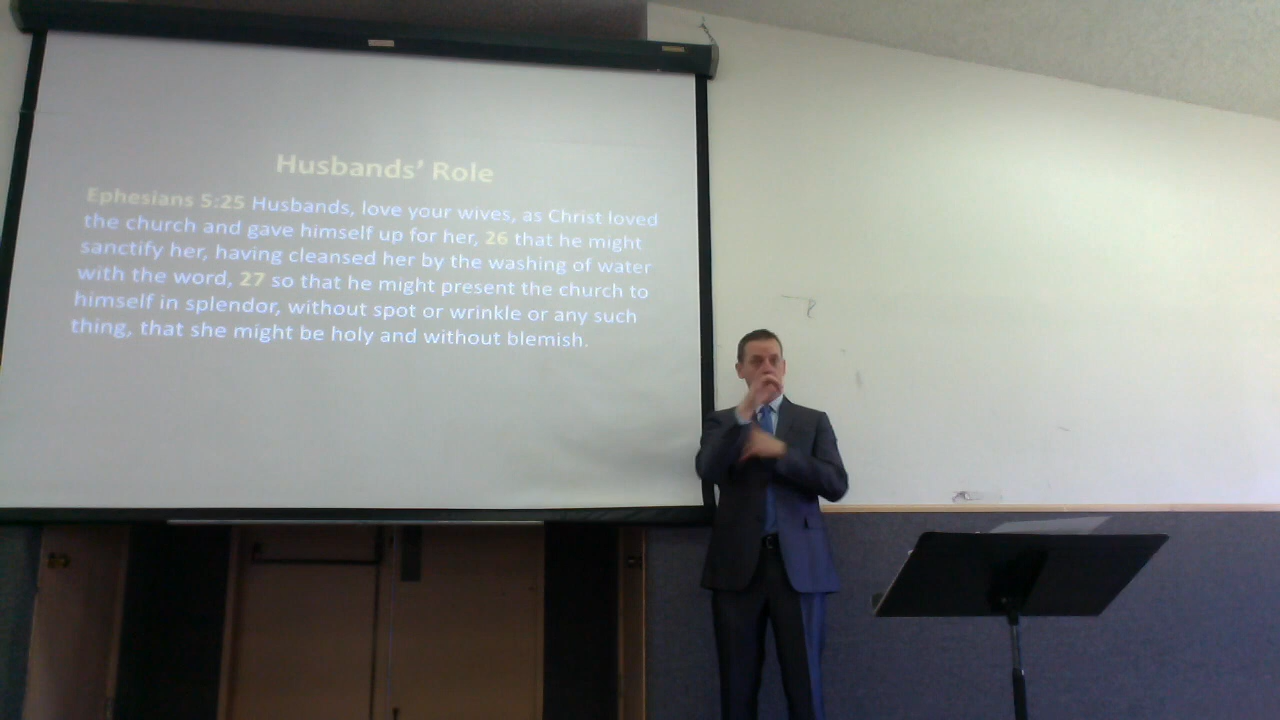 Husbands’ Role
Ephesians 5:25 Husbands, love your wives, as Christ loved
the church and gave himself up for her, 26 that he might
sanctify her, having cleansed her by the washing of water
with the word, 27 so that he might present the church to
himself in splendor, without spot or wrinkle or any such
thing, that she might be holy and without blemish.